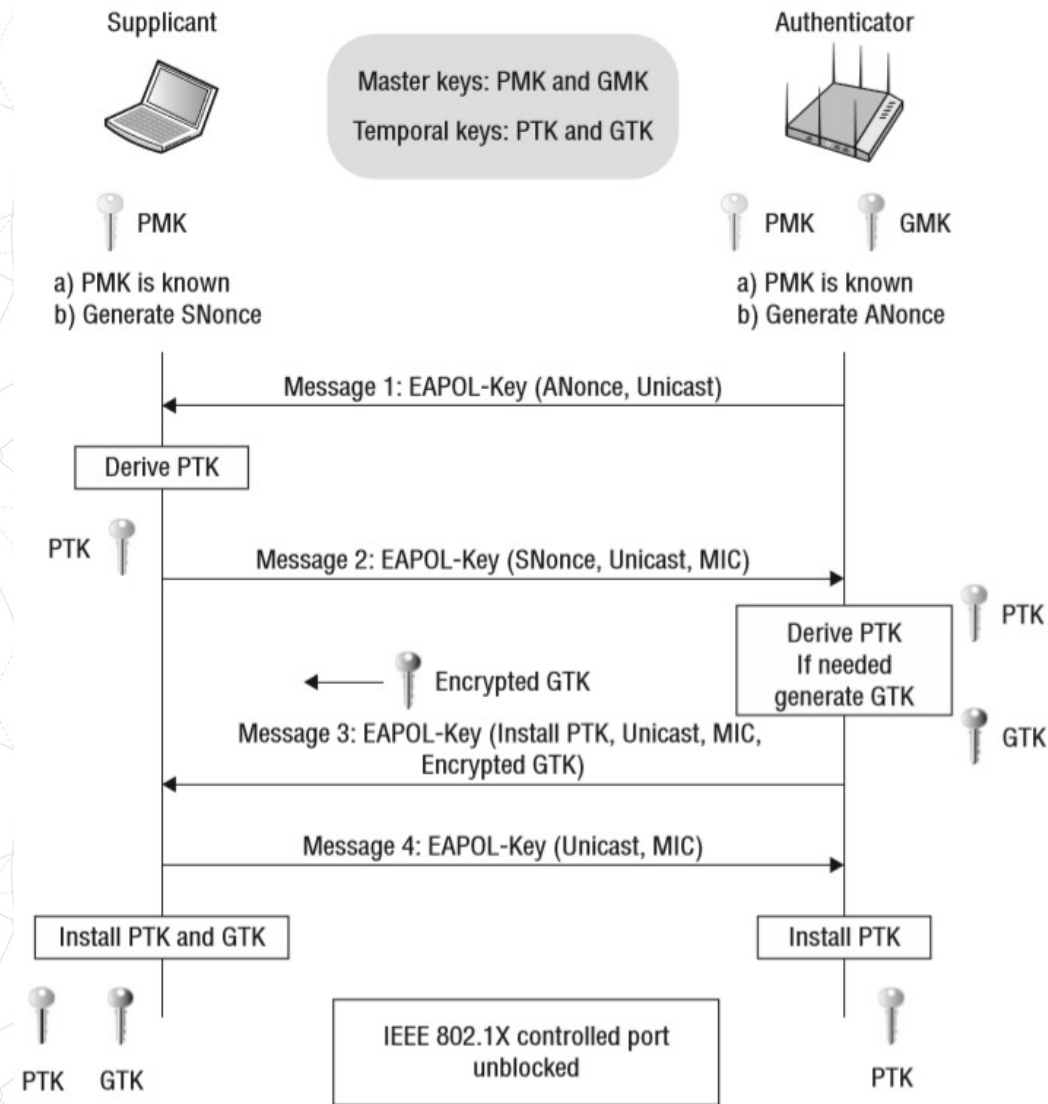 Supplicant
Authenticator
Master keys: PMK and GMK
Temporal keys: PTK and GTK
PMK
PMK
GMK
a) PMK is known
b) Generate SNonce
a) PMK is known
b) Generate ANonce
Message 1: EAPOL-Key (ANonce, Unicast)
Derive PTK
PTK
Message 2: EAPOL-Key (SNonce, Unicast, MIC)
Derive PTK
If needed
generate GTK
PTK
Encrypted GTK
GTK
Message 3: EAPOL-Key (Install PTK, Unicast, MIC,
Encrypted GTK)
Message 4: EAPOL-Key (Unicast, MIC)
Install PTK and GTK
Install PTK
IEEE 802.1X controlled port
unblocked
PTK
GTK
PTK